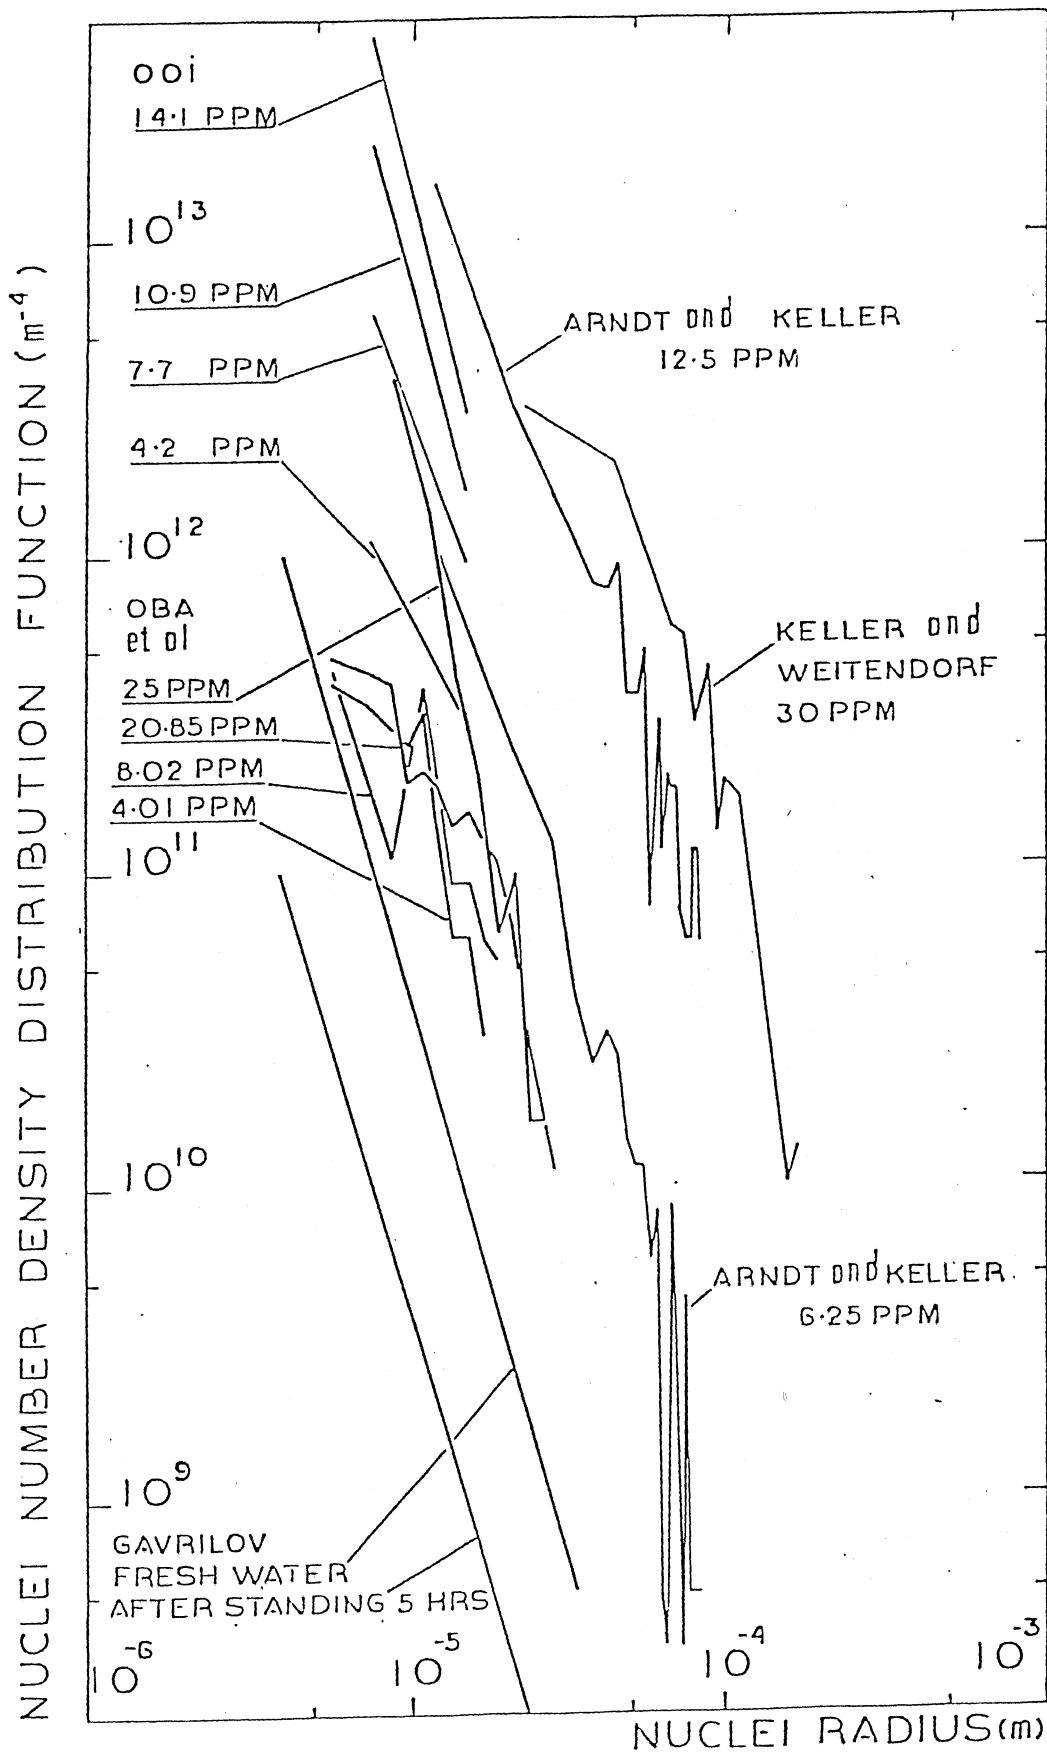 ooi
14·1 PPM
10^13
10·9 PPM
ARNDT and KELLER
12·5 PPM
7·7 PPM
4·2 PPM
10^12
OBA
et al
KELLER and
WEITENDORF
30 PPM
25 PPM
20·85 PPM
8·02 PPM
4·01 PPM
10^11
10^10
ARNDT and KELLER
6·25 PPM
10^9
GAVRILOV
FRESH WATER
AFTER STANDING 5 HRS
10^-6
10^-5
10^-4
10^-3
NUCLEI RADIUS (m)
NUCLEI NUMBER DENSITY DISTRIBUTION FUNCTION (m^-4)